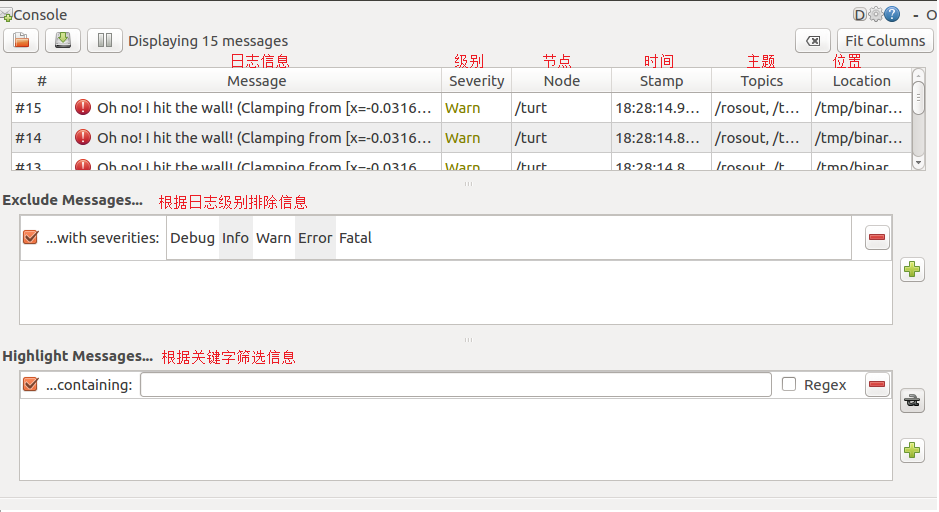 Console D ? - O
Displaying 15 messages Fit Columns
日志信息 级别 节点 时间 主题 位置
# Message Severity Node Stamp Topics Location
#15 Oh no! I hit the wall! (Clamping from [x=-0.0316... Warn /turt 18:28:14.9... /rosout, /t... /tmp/binar...
#14 Oh no! I hit the wall! (Clamping from [x=-0.0316... Warn /turt 18:28:14.8... /rosout, /t... /tmp/binar...
#13 Oh no! I hit the wall! (Clamping from [x=-0.0316... Warn /turt 18:28:14.8... /rosout, /t... /tmp/binar...
Exclude Messages... 根据日志级别排除信息
...with severities: Debug Info Warn Error Fatal
Highlight Messages... 根据关键字筛选信息
...containing: Regex